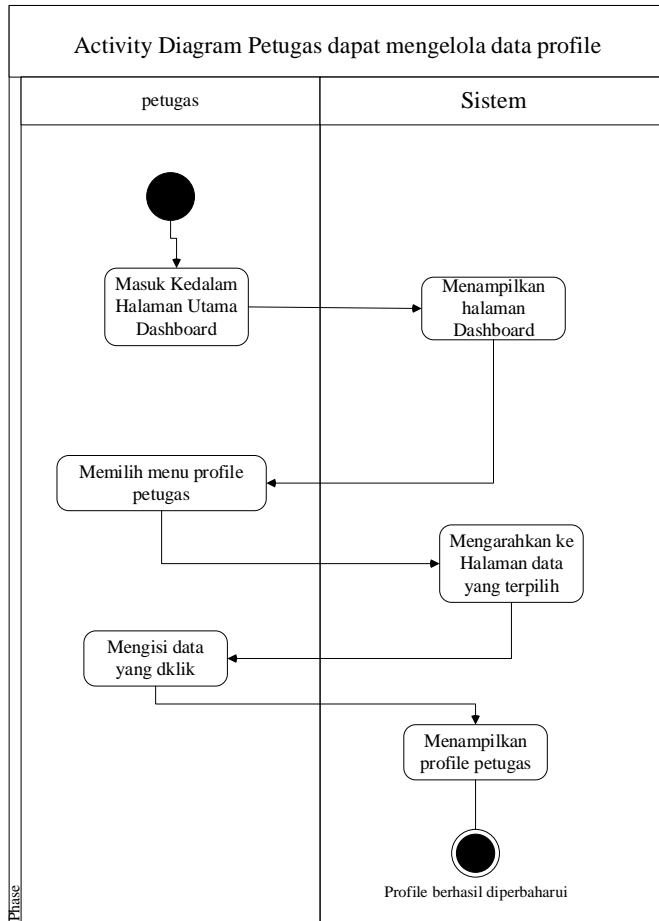 Activity Diagram Petugas dapat mengelola data profile
petugas
Sistem
Masuk Kedalam
Halaman Utama
Dashboard
Menampilkan
halaman
Dashboard
Memilih menu profile
petugas
Mengarahkan ke
Halaman data
yang terpilih
Mengisi data
yang dklik
Menampilkan
profile petugas
Profile berhasil diperbaharui
Phase